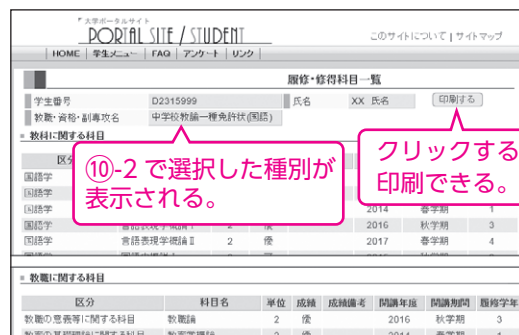 大学ポータルサイト
PORTAL SITE / STUDENT
このサイトについて | サイトマップ
HOME | 学生メニュー | FAQ | アンケート | リンク |
履修・修得科目一覧
学生番号 D2315999 氏名 XX 氏名 印刷する
教職・資格・副専攻名 中学校教諭一種免許状(国語)
教科に関する科目
⑩-2 で選択した種別が
表示される。
クリックする
印刷できる。
国語学
国語学
国語学 2014 春学期 1
国語学 2016 秋学期 3
国語学 言語表現学概論Ⅱ 2 優 2017 春学期 4
教職に関する科目
区分 科目名 単位 成績 成績備考 開講年度 開講期間 履修学年
教職の意義等に関する科目 教職論 2 優 2016 秋学期 3